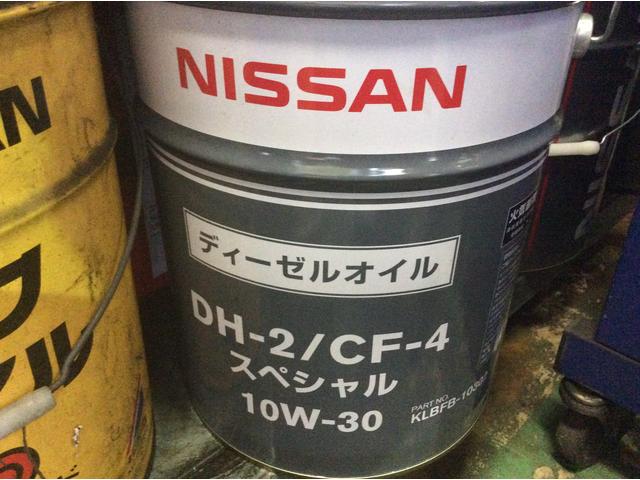 NISSAN
ディーゼルオイル
DH-2/CF-4
スペシャル
10W-30
PART NO.
SAN